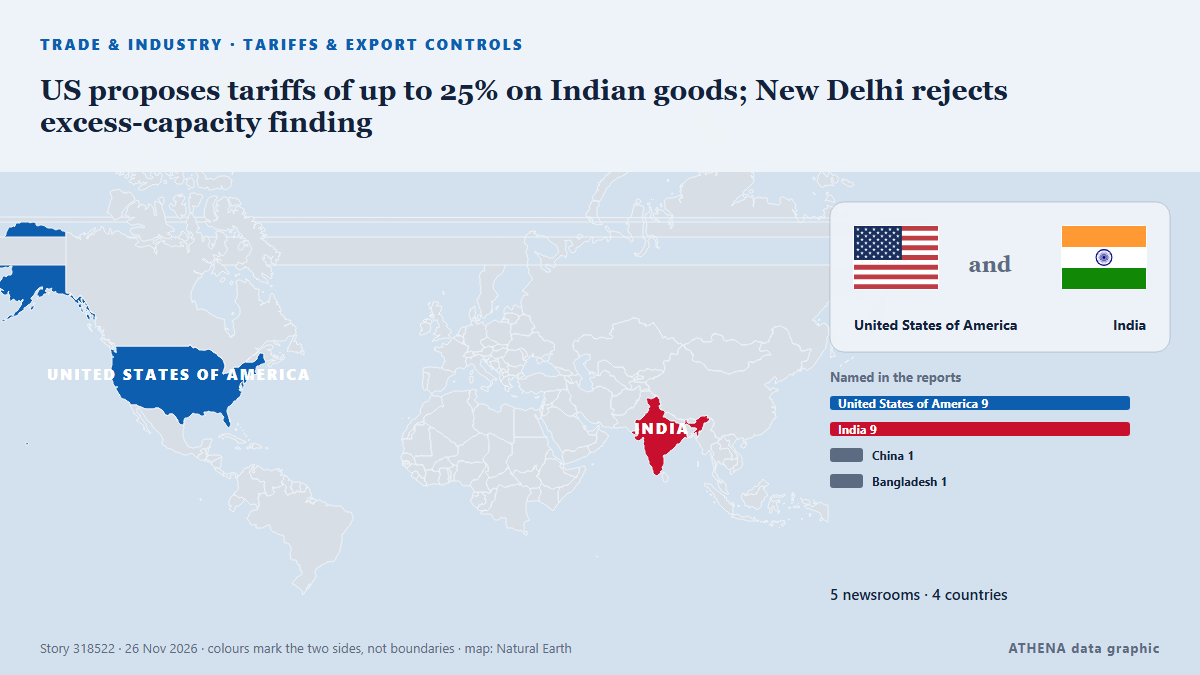 TRADE & INDUSTRY · TARIFFS & EXPORT CONTROLS
US proposes tariffs of up to 25% on Indian goods; New Delhi rejects
excess-capacity finding
UNITED STATES OF AMERICA
INDIA
and
United States of America
India
Named in the reports
United States of America 9
India 9
China 1
Bangladesh 1
5 newsrooms · 4 countries
Story 318522 · 26 Nov 2026 · colours mark the two sides, not boundaries · map: Natural Earth
ATHENA data graphic